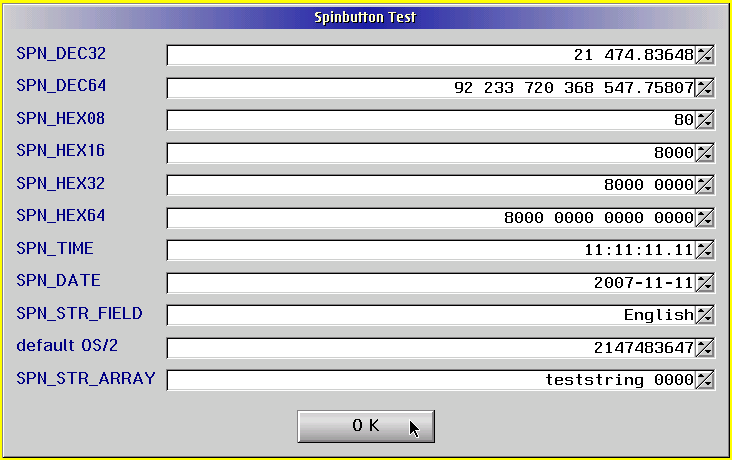 Spinbutton Test
SPN_DEC32 21 474.83648
SPN_DEC64 92 233 720 368 547.75807
SPN_HEX08 80
SPN_HEX16 8000
SPN_HEX32 8000 0000
SPN_HEX64 8000 0000 0000 0000
SPN_TIME 11:11:11.11
SPN_DATE 2007-11-11
SPN_STR_FIELD English
default OS/2 2147483647
SPN_STR_ARRAY teststring 0000
OK